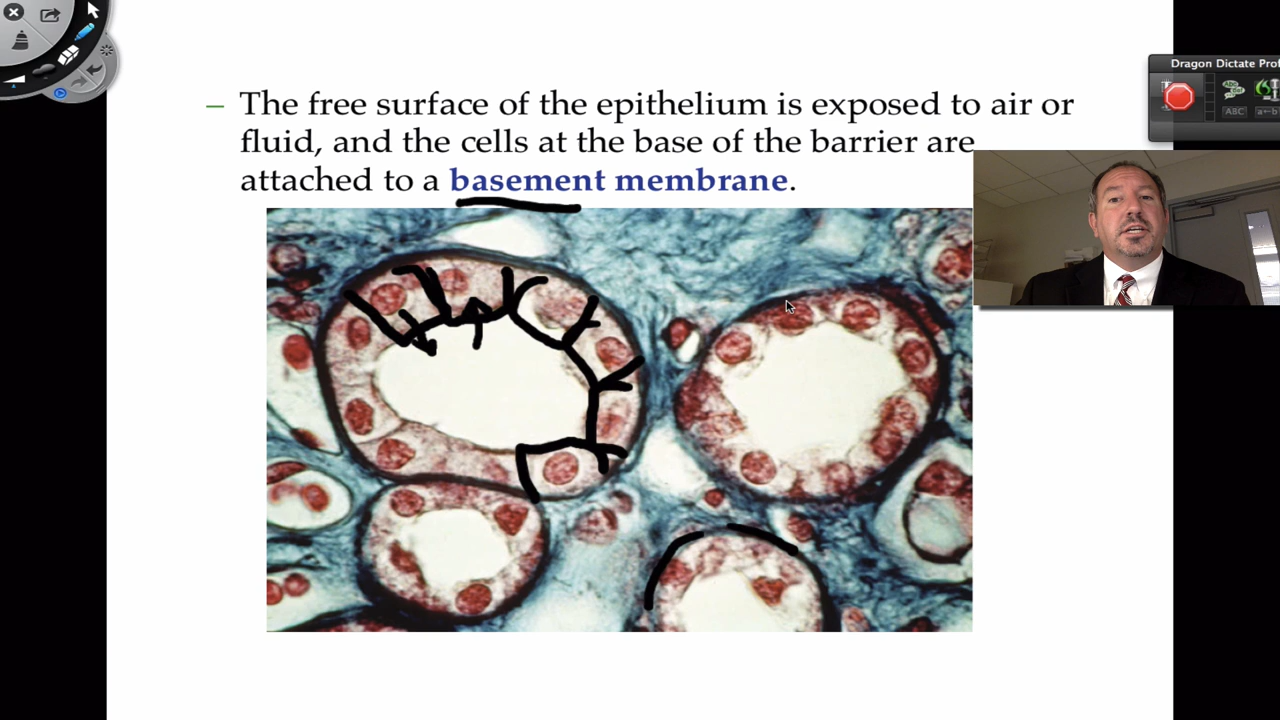 – The free surface of the epithelium is exposed to air or
fluid, and the cells at the base of the barrier are
attached to a basement membrane.
Dragon Dictate Prof
ABC
a←b